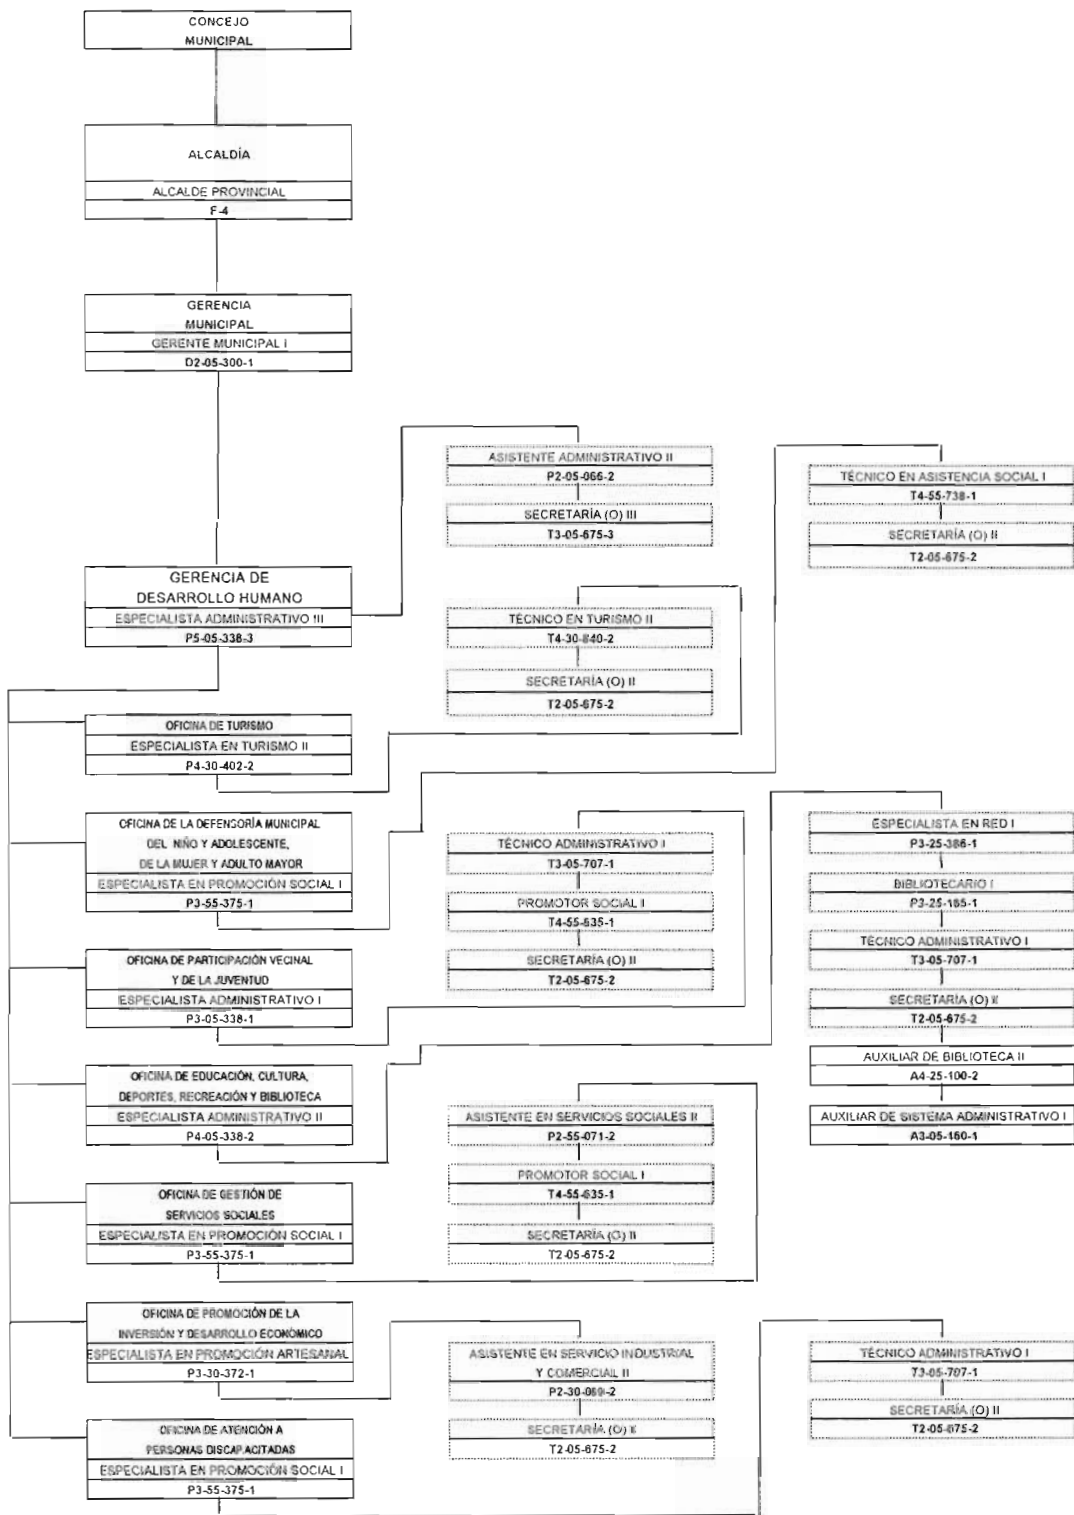 CONCEJO
MUNICIPAL
ALCALDÍA
ALCALDE PROVINCIAL
F-4
GERENCIA
MUNICIPAL
GERENTE MUNICIPAL I
D2-05-300-1
GERENCIA DE
DESARROLLO HUMANO
ESPECIALISTA ADMINISTRATIVO III
P5-05-338-3
ASISTENTE ADMINISTRATIVO II
P2-05-066-2
SECRETARÍA (O) III
T3-05-675-3
TÉCNICO EN ASISTENCIA SOCIAL I
T4-55-738-1
SECRETARÍA (O) II
T2-05-675-2
TÉCNICO EN TURISMO II
T4-30-840-2
SECRETARÍA (O) II
T2-05-675-2
OFICINA DE TURISMO
ESPECIALISTA EN TURISMO II
P4-30-402-2
OFICINA DE LA DEFENSORÍA MUNICIPAL
DEL NIÑO Y ADOLESCENTE,
DE LA MUJER Y ADULTO MAYOR
ESPECIALISTA EN PROMOCIÓN SOCIAL I
P3-55-375-1
TÉCNICO ADMINISTRATIVO I
T3-05-707-1
PROMOTOR SOCIAL I
T4-55-635-1
SECRETARÍA (O) II
T2-05-675-2
ESPECIALISTA EN RED I
P3-25-386-1
BIBLIOTECARIO I
P3-25-185-1
TÉCNICO ADMINISTRATIVO I
T3-05-707-1
SECRETARÍA (O) II
T2-05-675-2
AUXILIAR DE BIBLIOTECA II
A4-25-100-2
AUXILIAR DE SISTEMA ADMINISTRATIVO I
A3-05-160-1
OFICINA DE PARTICIPACIÓN VECINAL
Y DE LA JUVENTUD
ESPECIALISTA ADMINISTRATIVO I
P3-05-338-1
OFICINA DE EDUCACIÓN, CULTURA,
DEPORTES, RECREACIÓN Y BIBLIOTECA
ESPECIALISTA ADMINISTRATIVO II
P4-05-338-2
ASISTENTE EN SERVICIOS SOCIALES II
P2-55-071-2
PROMOTOR SOCIAL I
T4-55-635-1
SECRETARÍA (O) II
T2-05-675-2
OFICINA DE GESTIÓN DE
SERVICIOS SOCIALES
ESPECIALISTA EN PROMOCIÓN SOCIAL I
P3-55-375-1
OFICINA DE PROMOCIÓN DE LA
INVERSIÓN Y DESARROLLO ECONÓMICO
ESPECIALISTA EN PROMOCIÓN ARTESANAL
P3-30-372-1
ASISTENTE EN SERVICIO INDUSTRIAL
Y COMERCIAL II
P2-30-069-2
SECRETARÍA (O) II
T2-05-675-2
TÉCNICO ADMINISTRATIVO I
T3-05-707-1
SECRETARÍA (O) II
T2-05-675-2
OFICINA DE ATENCIÓN A
PERSONAS DISCAPACITADAS
ESPECIALISTA EN PROMOCIÓN SOCIAL I
P3-55-375-1